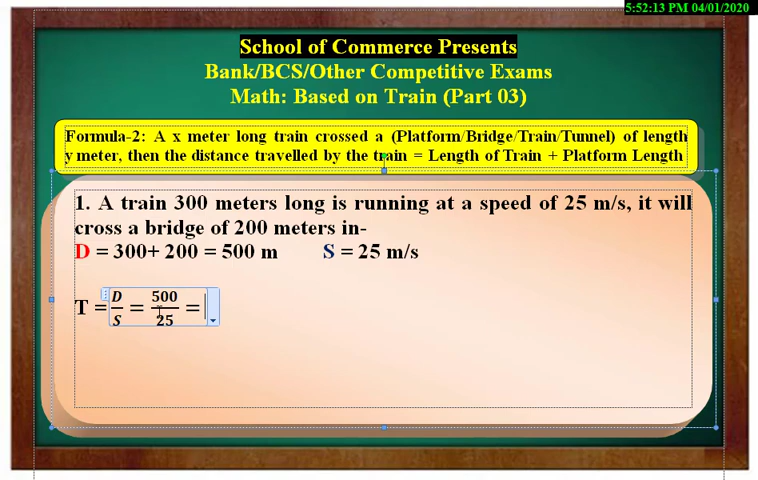 5:52:13 PM 04/01/2020
School of Commerce Presents
Bank/BCS/Other Competitive Exams
Math: Based on Train (Part 03)
Formula-2: A x meter long train crossed a (Platform/Bridge/Train/Tunnel) of length
y meter, then the distance travelled by the train = Length of Train + Platform Length
1. A train 300 meters long is running at a speed of 25 m/s, it will
cross a bridge of 200 meters in-
D = 300+ 200 = 500 m S = 25 m/s
T = D/S = 500/25 =